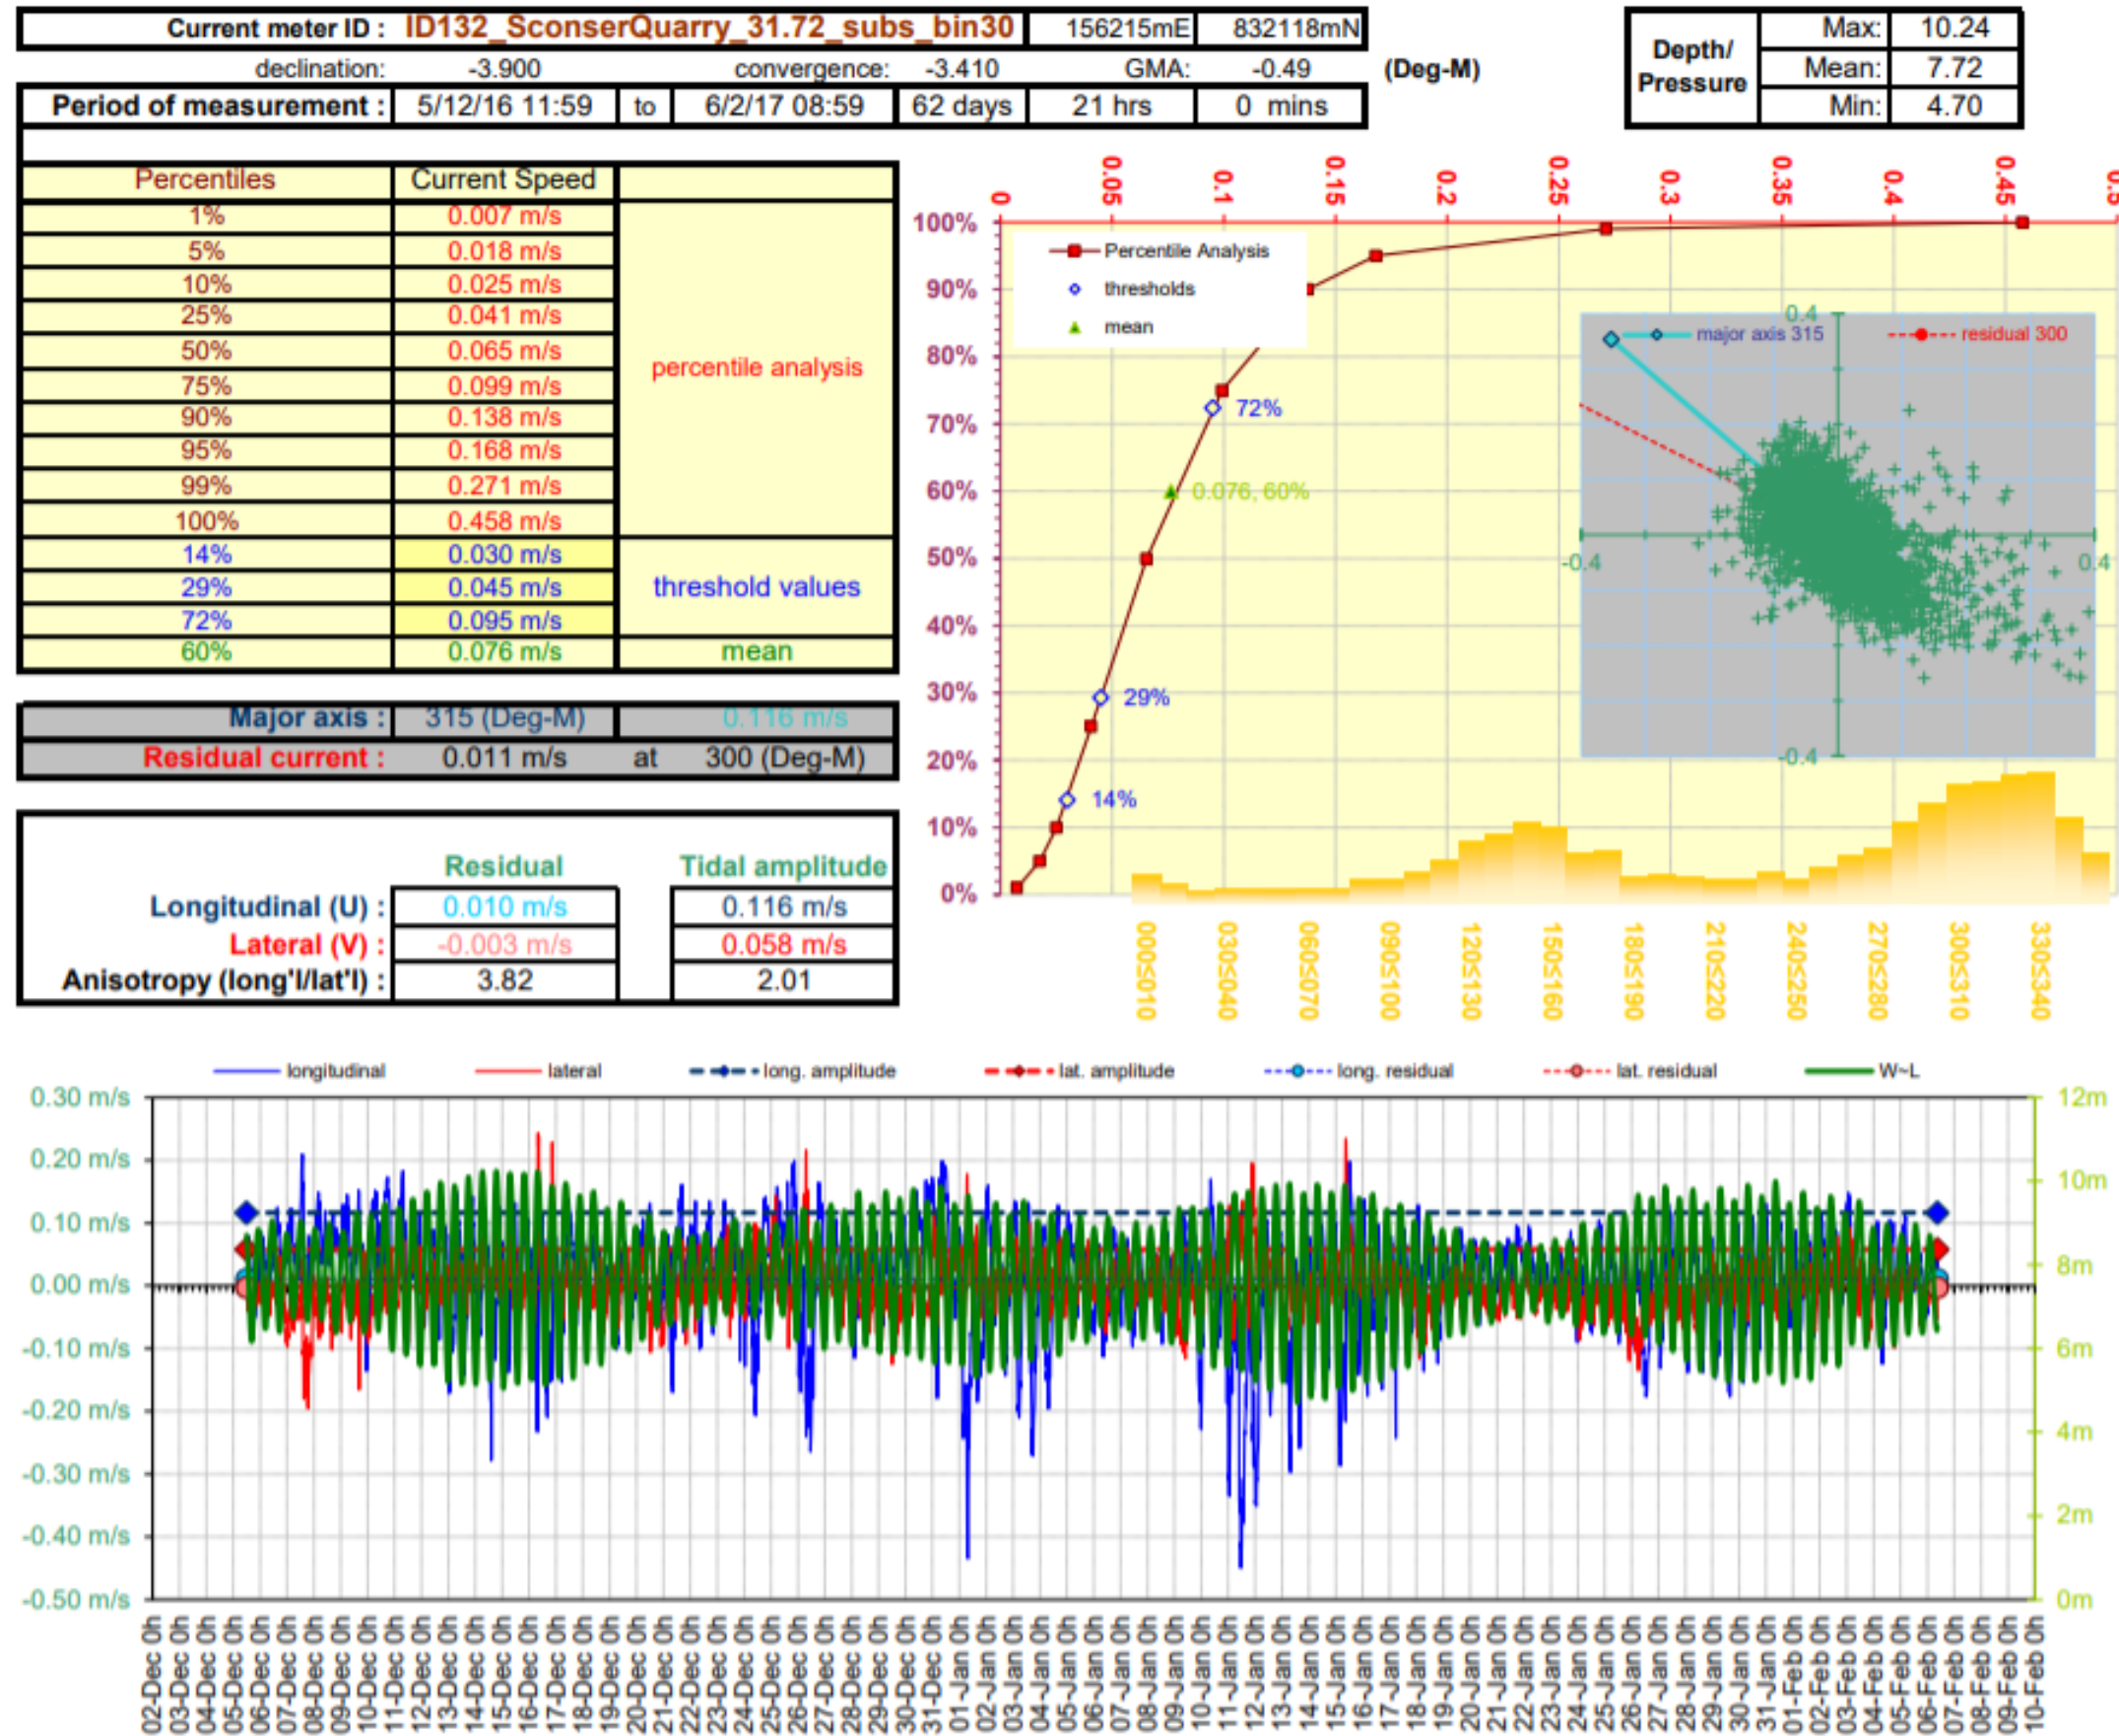 Current meter ID : ID132_SconserQuarry_31.72_subs_bin30 156215mE 832118mN
declination: -3.900 convergence: -3.410 GMA: -0.49 (Deg-M)
Period of measurement : 5/12/16 11:59 to 6/2/17 08:59 62 days 21 hrs 0 mins
Depth/ Pressure
Max: 10.24
Mean: 7.72
Min: 4.70
Percentiles Current Speed
1% 0.007 m/s
5% 0.018 m/s
10% 0.025 m/s
25% 0.041 m/s
50% 0.065 m/s
75% 0.099 m/s
90% 0.138 m/s
95% 0.168 m/s
99% 0.271 m/s
100% 0.458 m/s
percentile analysis
14% 0.030 m/s
29% 0.045 m/s
72% 0.095 m/s
threshold values
60% 0.076 m/s mean
Major axis : 315 (Deg-M) 0.116 m/s
Residual current : 0.011 m/s at 300 (Deg-M)
Residual Tidal amplitude
Longitudinal (U) : 0.010 m/s 0.116 m/s
Lateral (V) : -0.003 m/s 0.058 m/s
Anisotropy (long'l/lat'l) : 3.82 2.01
0 0.05 0.1 0.15 0.2 0.25 0.3 0.35 0.4 0.45
100%
90%
80%
70%
60%
50%
40%
30%
20%
10%
0%
Percentile Analysis
thresholds
mean
72%
0.076, 60%
29%
14%
major axis 315 residual 300
0.4
-0.4 0.4
-0.4
000≤010 030≤040 060≤070 090≤100 120≤130 150≤160 180≤190 210≤220 240≤250 270≤280 300≤310 330≤340
longitudinal lateral long. amplitude lat. amplitude long. residual lat. residual W~L
0.30 m/s
0.20 m/s
0.10 m/s
0.00 m/s
-0.10 m/s
-0.20 m/s
-0.30 m/s
-0.40 m/s
-0.50 m/s
12m
10m
8m
6m
4m
2m
0m
02-Dec 0h
03-Dec 0h
04-Dec 0h
05-Dec 0h
06-Dec 0h
07-Dec 0h
08-Dec 0h
09-Dec 0h
10-Dec 0h
11-Dec 0h
12-Dec 0h
13-Dec 0h
14-Dec 0h
15-Dec 0h
16-Dec 0h
17-Dec 0h
18-Dec 0h
19-Dec 0h
20-Dec 0h
21-Dec 0h
22-Dec 0h
23-Dec 0h
24-Dec 0h
25-Dec 0h
26-Dec 0h
27-Dec 0h
28-Dec 0h
29-Dec 0h
30-Dec 0h
31-Dec 0h
01-Jan 0h
02-Jan 0h
03-Jan 0h
04-Jan 0h
05-Jan 0h
06-Jan 0h
07-Jan 0h
08-Jan 0h
09-Jan 0h
10-Jan 0h
11-Jan 0h
12-Jan 0h
13-Jan 0h
14-Jan 0h
15-Jan 0h
16-Jan 0h
17-Jan 0h
18-Jan 0h
19-Jan 0h
20-Jan 0h
21-Jan 0h
22-Jan 0h
23-Jan 0h
24-Jan 0h
25-Jan 0h
26-Jan 0h
27-Jan 0h
28-Jan 0h
29-Jan 0h
30-Jan 0h
31-Jan 0h
01-Feb 0h
02-Feb 0h
03-Feb 0h
04-Feb 0h
05-Feb 0h
06-Feb 0h
07-Feb 0h
08-Feb 0h
09-Feb 0h
10-Feb 0h